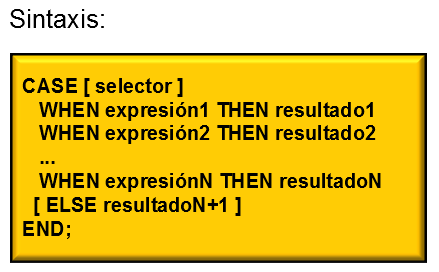 Sintaxis:
CASE [ selector ]
WHEN expresión1 THEN resultado1
WHEN expresión2 THEN resultado2
...
WHEN expresiónN THEN resultadoN
[ ELSE resultadoN+1 ]
END;